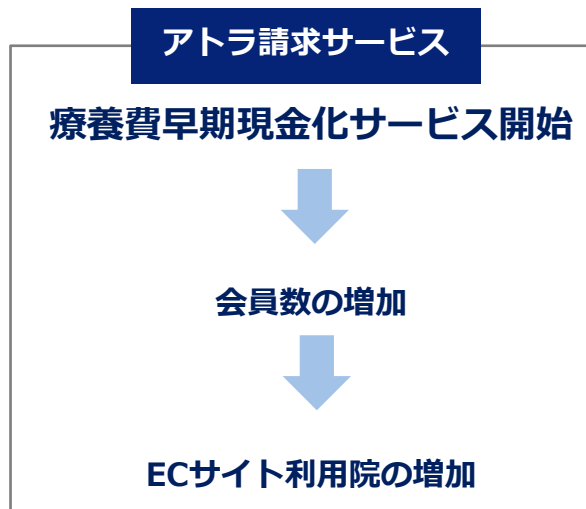 アトラ請求サービス
療養費早期現金化サービス開始
会員数の増加
ECサイト利用院の増加